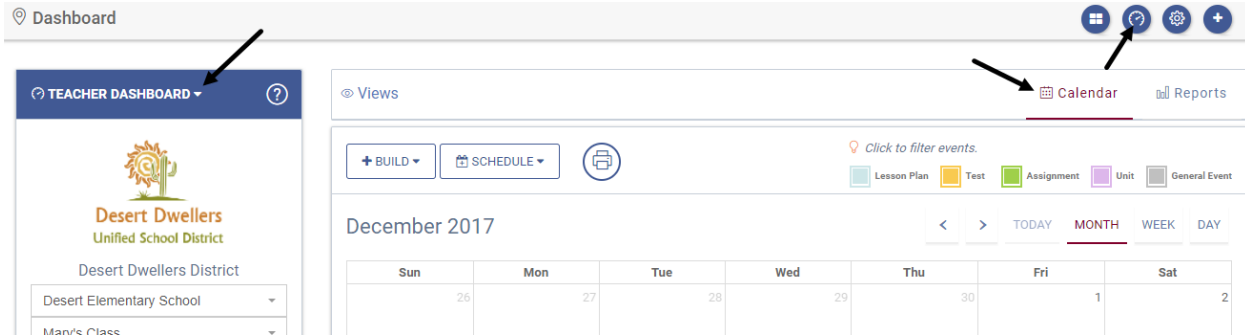 Dashboard
TEACHER DASHBOARD
?
Desert Dwellers
Unified School District
Desert Dwellers District
Desert Elementary School
Mary's Class
Views
Calendar
Reports
+ BUILD
SCHEDULE
Click to filter events.
Lesson Plan
Test
Assignment
Unit
General Event
December 2017
< > TODAY MONTH WEEK DAY
Sun Mon Tue Wed Thu Fri Sat
26 27 28 29 30 1 2